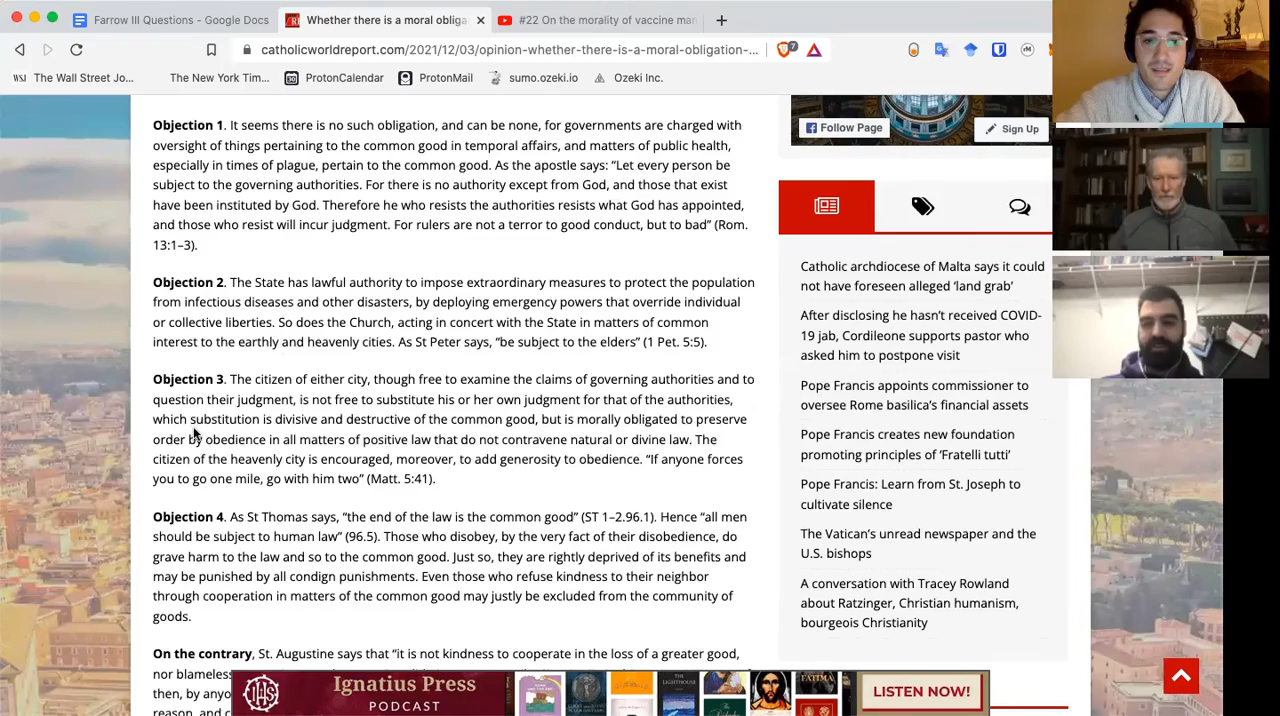 Farrow III Questions - Google Docs
Whether there is a moral obliga
#22 On the morality of vaccine mar
catholicworldreport.com/2021/12/03/opinion-whether-there-is-a-moral-obligation-...
7
WSJ The Wall Street Jo...
The New York Tim...
ProtonCalendar
ProtonMail
sumo.ozeki.io
Ozeki Inc.
Objection 1. It seems there is no such obligation, and can be none, for governments are charged with
oversight of things pertaining to the common good in temporal affairs, and matters of public health,
especially in times of plague, pertain to the common good. As the apostle says: “Let every person be
subject to the governing authorities. For there is no authority except from God, and those that exist
have been instituted by God. Therefore he who resists the authorities resists what God has appointed,
and those who resist will incur judgment. For rulers are not a terror to good conduct, but to bad” (Rom.
13:1–3).
Objection 2. The State has lawful authority to impose extraordinary measures to protect the population
from infectious diseases and other disasters, by deploying emergency powers that override individual
or collective liberties. So does the Church, acting in concert with the State in matters of common
interest to the earthly and heavenly cities. As St Peter says, “be subject to the elders” (1 Pet. 5:5).
Objection 3. The citizen of either city, though free to examine the claims of governing authorities and to
question their judgment, is not free to substitute his or her own judgment for that of the authorities,
which substitution is divisive and destructive of the common good, but is morally obligated to preserve
order by obedience in all matters of positive law that do not contravene natural or divine law. The
citizen of the heavenly city is encouraged, moreover, to add generosity to obedience. “If anyone forces
you to go one mile, go with him two” (Matt. 5:41).
Objection 4. As St Thomas says, “the end of the law is the common good” (ST 1–2.96.1). Hence “all men
should be subject to human law” (96.5). Those who disobey, by the very fact of their disobedience, do
grave harm to the law and so to the common good. Just so, they are rightly deprived of its benefits and
may be punished by all condign punishments. Even those who refuse kindness to their neighbor
through cooperation in matters of the common good may justly be excluded from the community of
goods.
On the contrary, St. Augustine says that “it is not kindness to cooperate in the loss of a greater good,
nor blameless
then, by anyo
reason, and c
Follow Page
Sign Up
Catholic archdiocese of Malta says it could
not have foreseen alleged ‘land grab’
After disclosing he hasn’t received COVID-
19 jab, Cordileone supports pastor who
asked him to postpone visit
Pope Francis appoints commissioner to
oversee Rome basilica’s financial assets
Pope Francis creates new foundation
promoting principles of ‘Fratelli tutti’
Pope Francis: Learn from St. Joseph to
cultivate silence
The Vatican’s unread newspaper and the
U.S. bishops
A conversation with Tracey Rowland
about Ratzinger, Christian humanism,
bourgeois Christianity
IHS
Ignatius Press
PODCAST
FATIMA
LISTEN NOW!